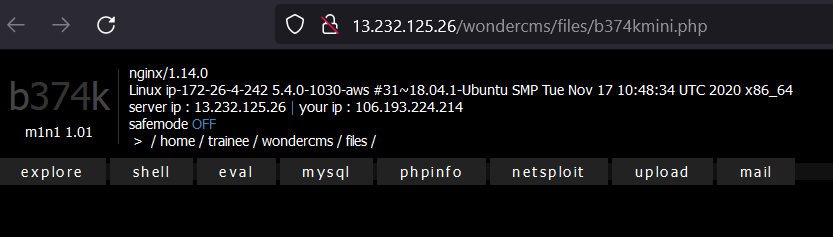 13.232.125.26/wondercms/files/b374kmini.php
nginx/1.14.0
Linux ip-172-26-4-242 5.4.0-1030-aws #31~18.04.1-Ubuntu SMP Tue Nov 17 10:48:34 UTC 2020 x86_64
b374k
server ip : 13.232.125.26 | your ip : 106.193.224.214
safemode OFF
m1n1 1.01
> / home / trainee / wondercms / files /
explore shell eval mysql phpinfo netsploit upload mail